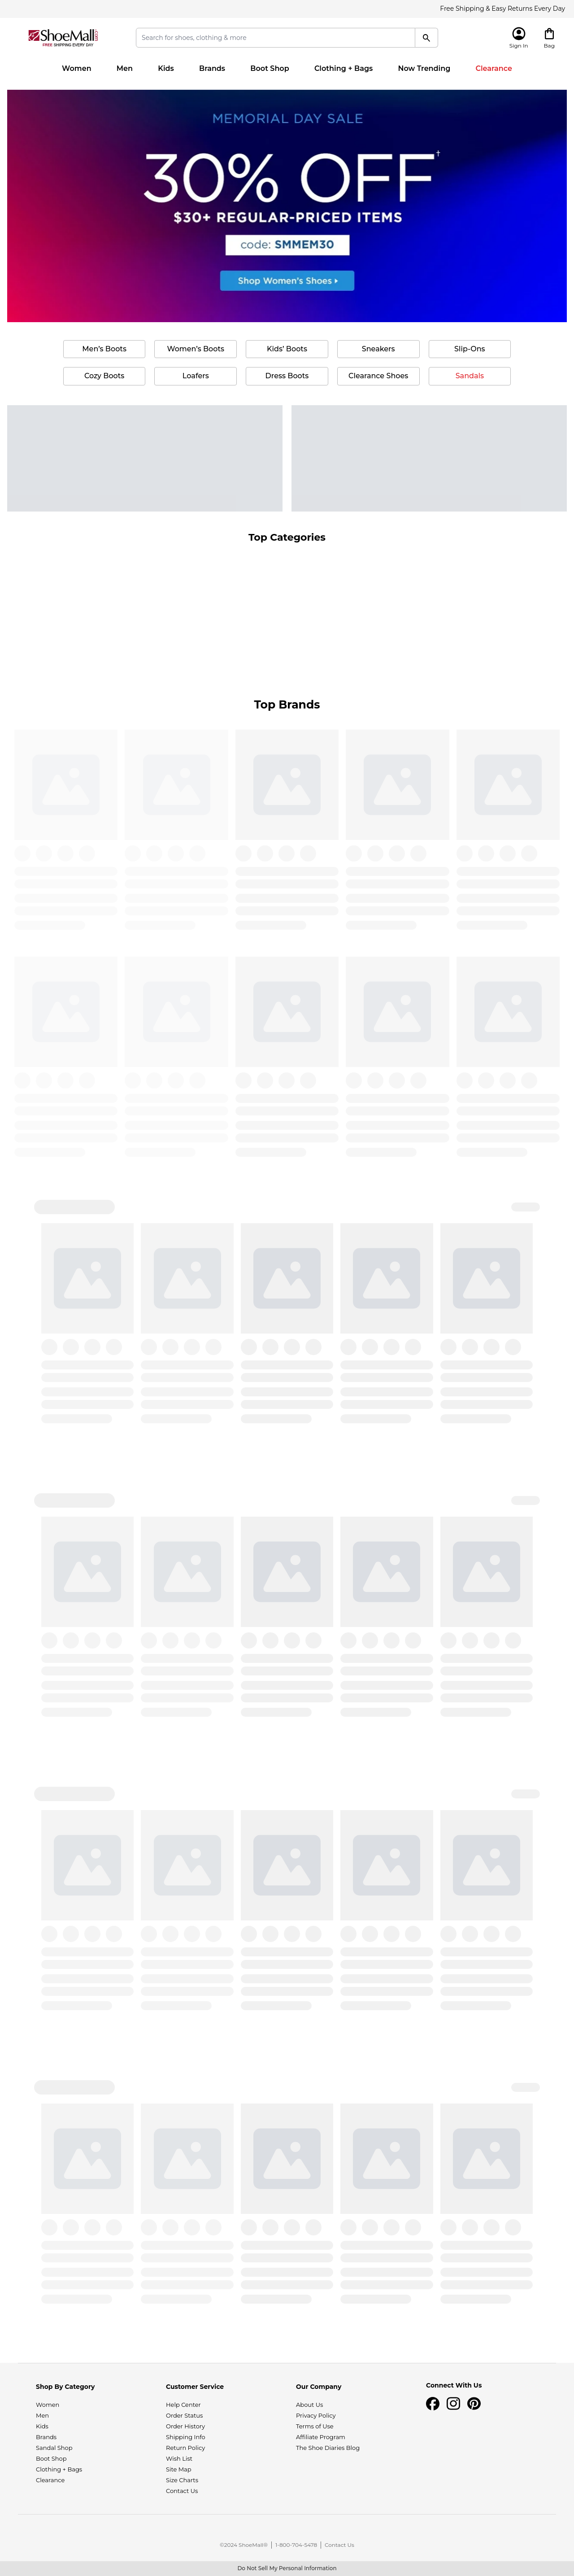 Free Shipping & Easy Returns Every Day
ShoeMall
FREE SHIPPING EVERY DAY
Search for shoes, clothing & more
Sign In
Bag
Women
Men
Kids
Brands
Boot Shop
Clothing + Bags
Now Trending
Clearance
MEMORIAL DAY SALE
30% OFF†
$30+ REGULAR-PRICED ITEMS
code: SMMEM30
Shop Women's Shoes
Men's Boots
Women's Boots
Kids' Boots
Sneakers
Slip-Ons
Cozy Boots
Loafers
Dress Boots
Clearance Shoes
Sandals
Top Categories
Top Brands
Shop By Category
Women
Men
Kids
Brands
Sandal Shop
Boot Shop
Clothing + Bags
Clearance
Customer Service
Help Center
Order Status
Order History
Shipping Info
Return Policy
Wish List
Site Map
Size Charts
Contact Us
Our Company
About Us
Privacy Policy
Terms of Use
Affiliate Program
The Shoe Diaries Blog
Connect With Us
©2024 ShoeMall® | 1-800-704-5478 | Contact Us
Do Not Sell My Personal Information